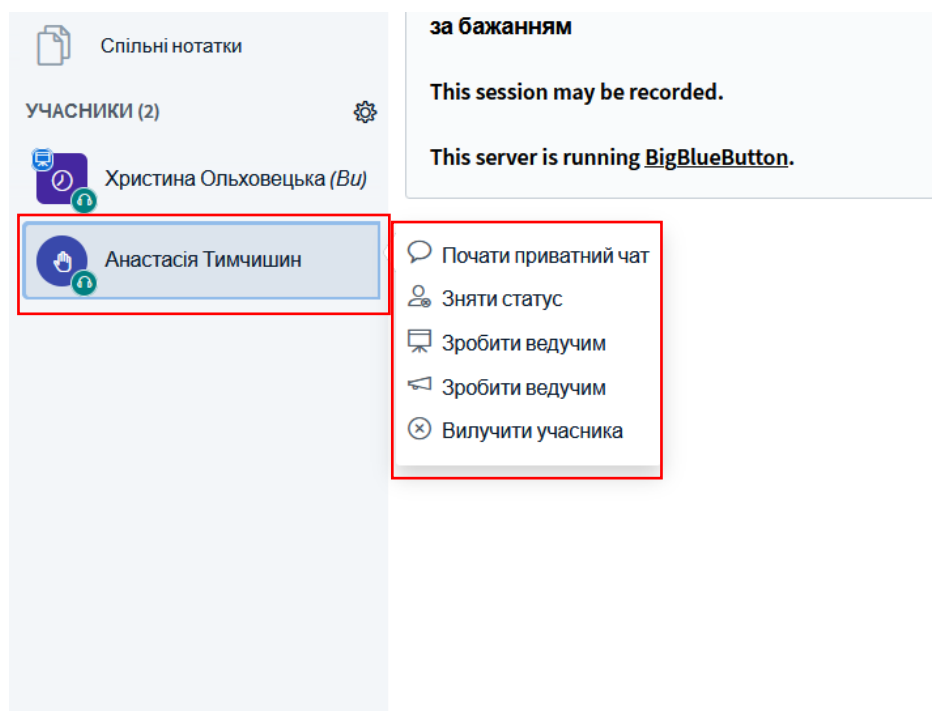 Спільні нотатки
УЧАСНИКИ (2)
Христина Ольховецька (Ви)
Анастасія Тимчишин
за бажанням
This session may be recorded.
This server is running BigBlueButton.
Почати приватний чат
Зняти статус
Зробити ведучим
Зробити ведучим
Вилучити учасника